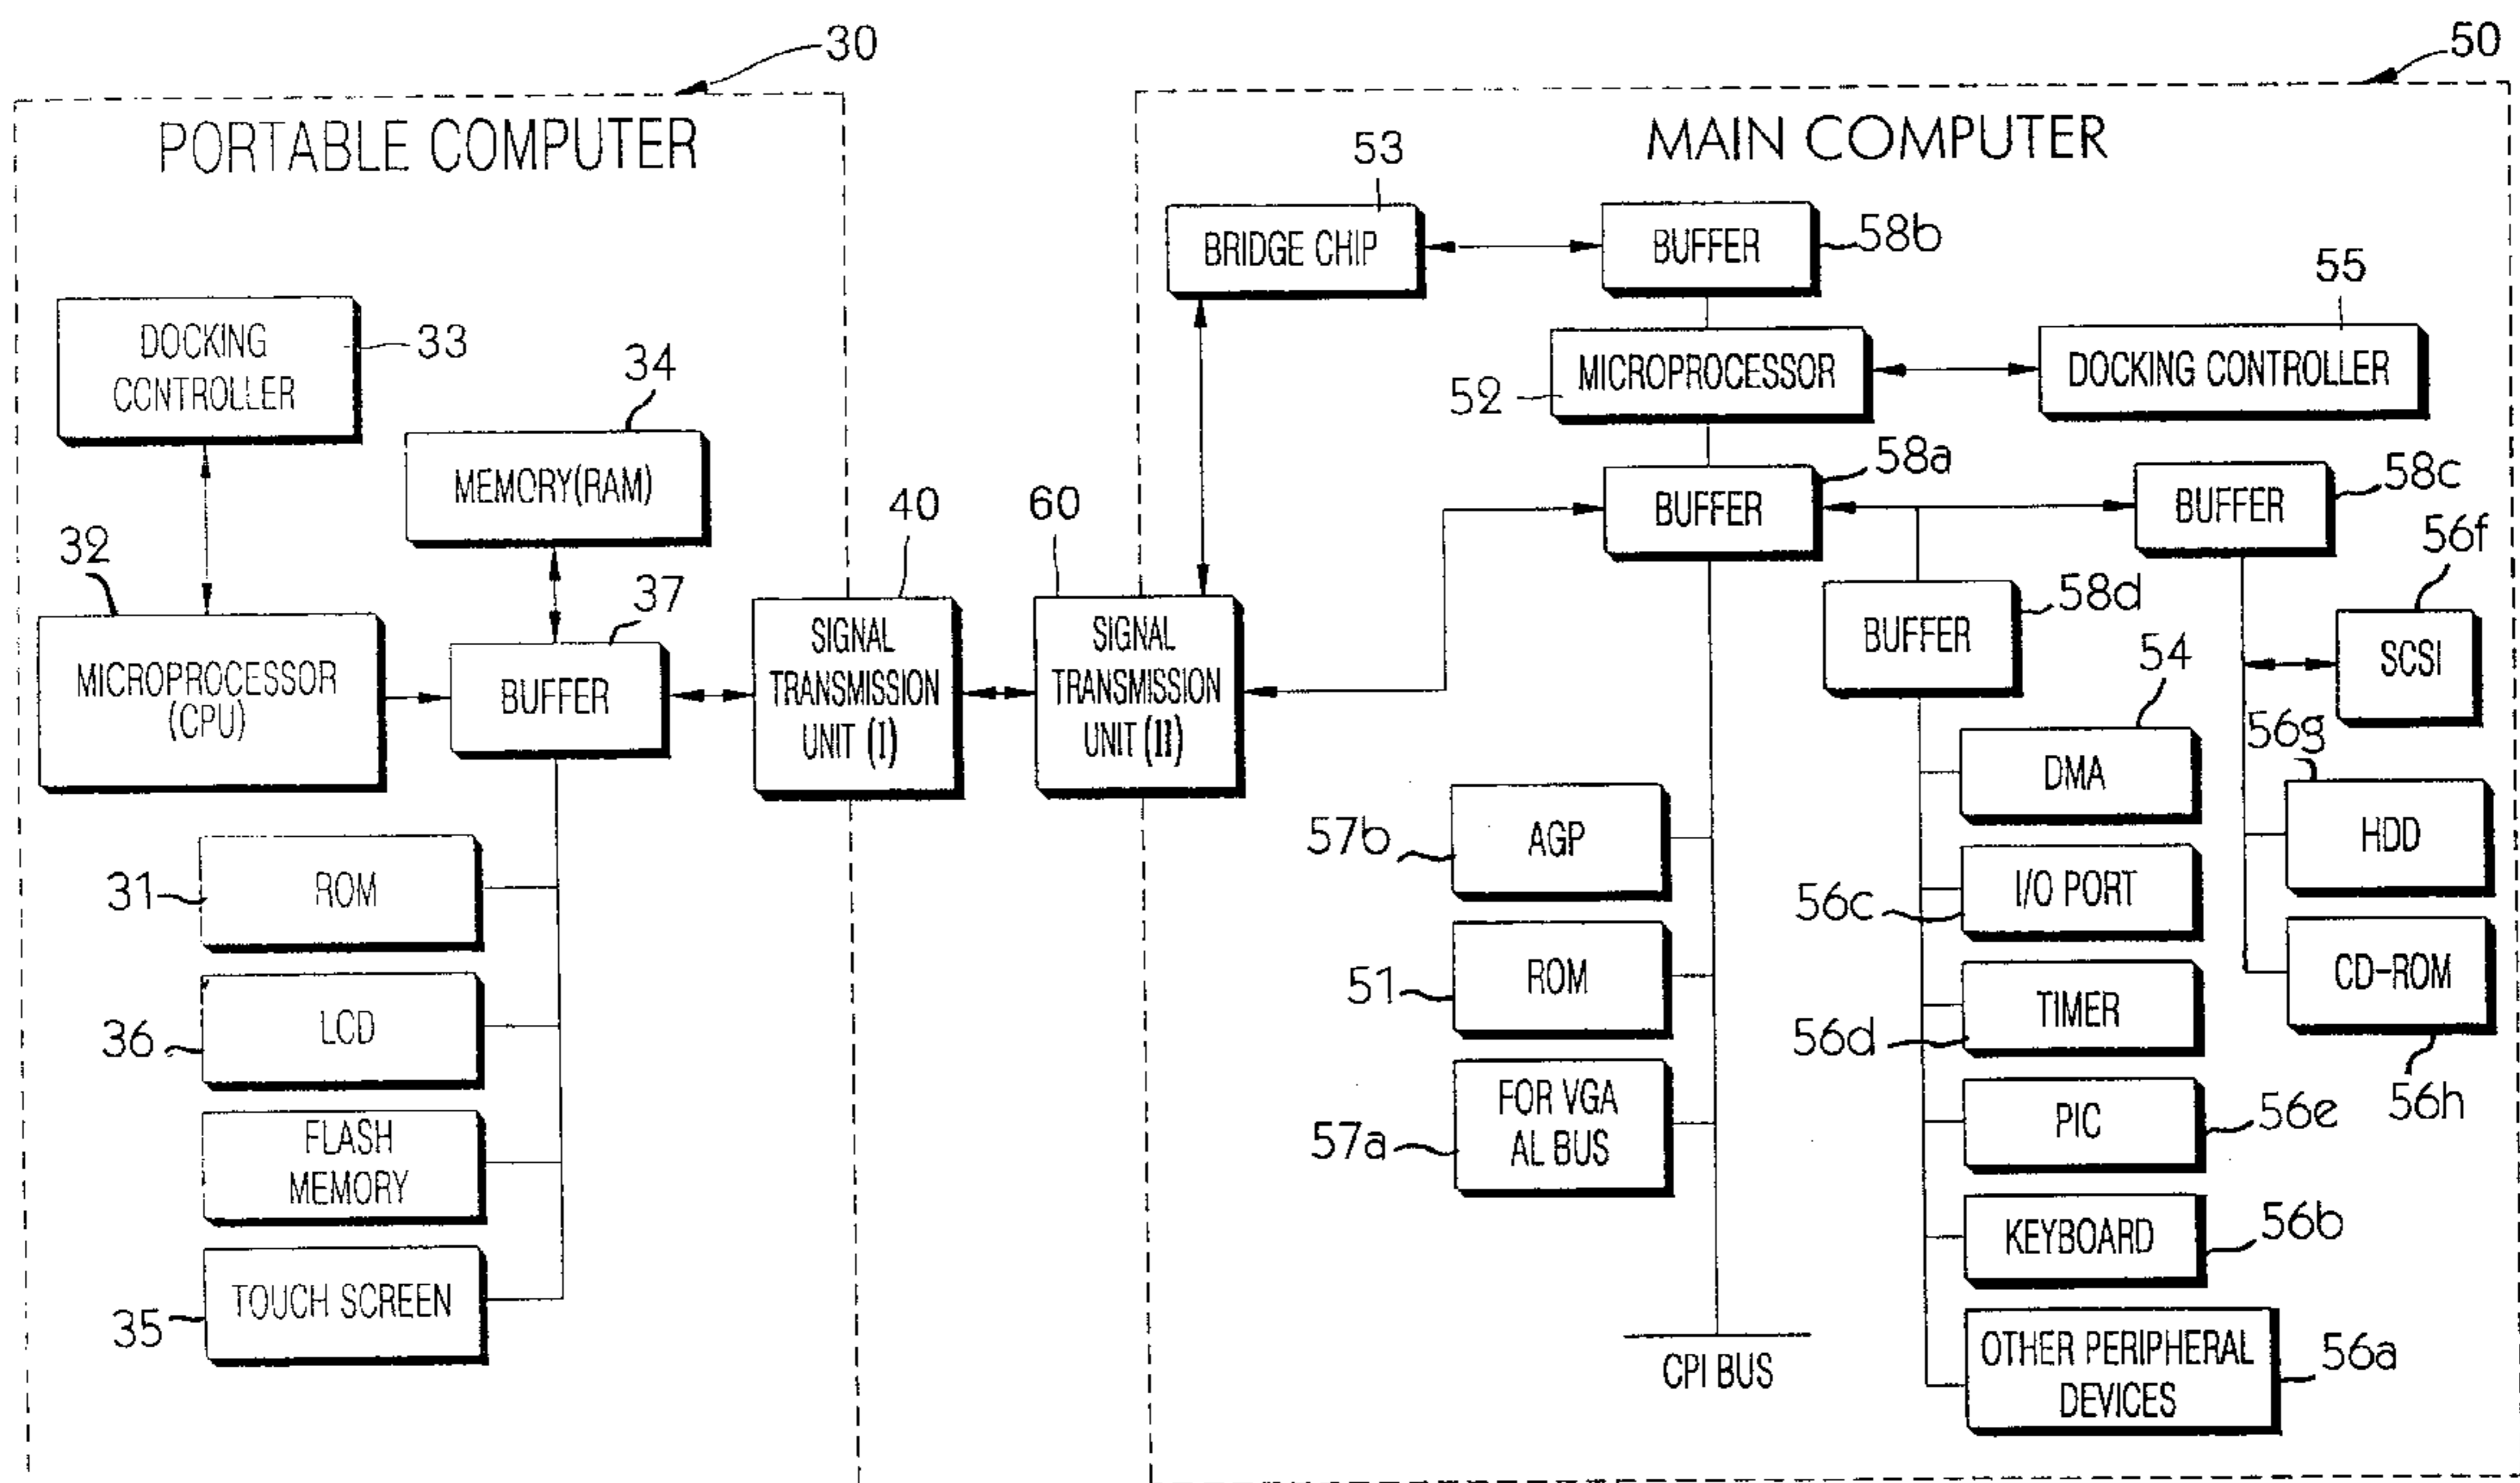 30
50
PORTABLE COMPUTER
MAIN COMPUTER
53
BRIDGE CHIP
BUFFER
58b
55
DOCKING
CONTROLLER
33
34
MEMORY(RAM)
52
MICROPROCESSOR
DOCKING CONTROLLER
32
MICROPROCESSOR
(CPU)
37
BUFFER
40
SIGNAL
TRANSMISSION
UNIT (I)
60
SIGNAL
TRANSMISSION
UNIT (II)
58a
BUFFER
58c
BUFFER
58d
BUFFER
56f
SCSI
54
DMA
56g
HDD
31
ROM
57b
AGP
56c
I/O PORT
36
LCD
51
ROM
56d
TIMER
CD-ROM
56h
FLASH
MEMORY
57a
FOR VGA
AL BUS
PIC
56e
35
TOUCH SCREEN
KEYBOARD
56b
CPI BUS
OTHER PERIPHERAL
DEVICES
56a